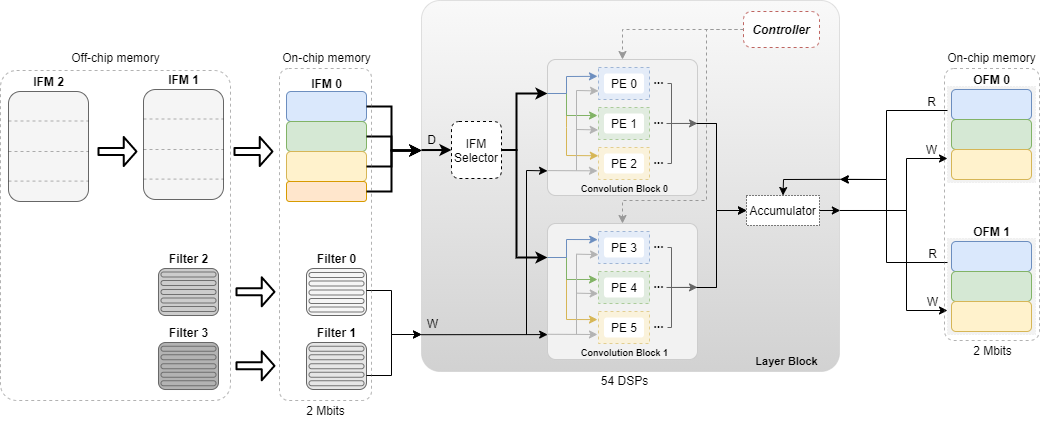 Off-chip memory
IFM 2
IFM 1
On-chip memory
IFM 0
Filter 2
Filter 0
Filter 3
Filter 1
2 Mbits
D
W
IFM
Selector
Controller
PE 0
...
PE 1
...
PE 2
...
Convolution Block 0
PE 3
...
PE 4
...
PE 5
...
Convolution Block 1
Layer Block
54 DSPs
Accumulator
On-chip memory
OFM 0
R
W
OFM 1
R
W
2 Mbits